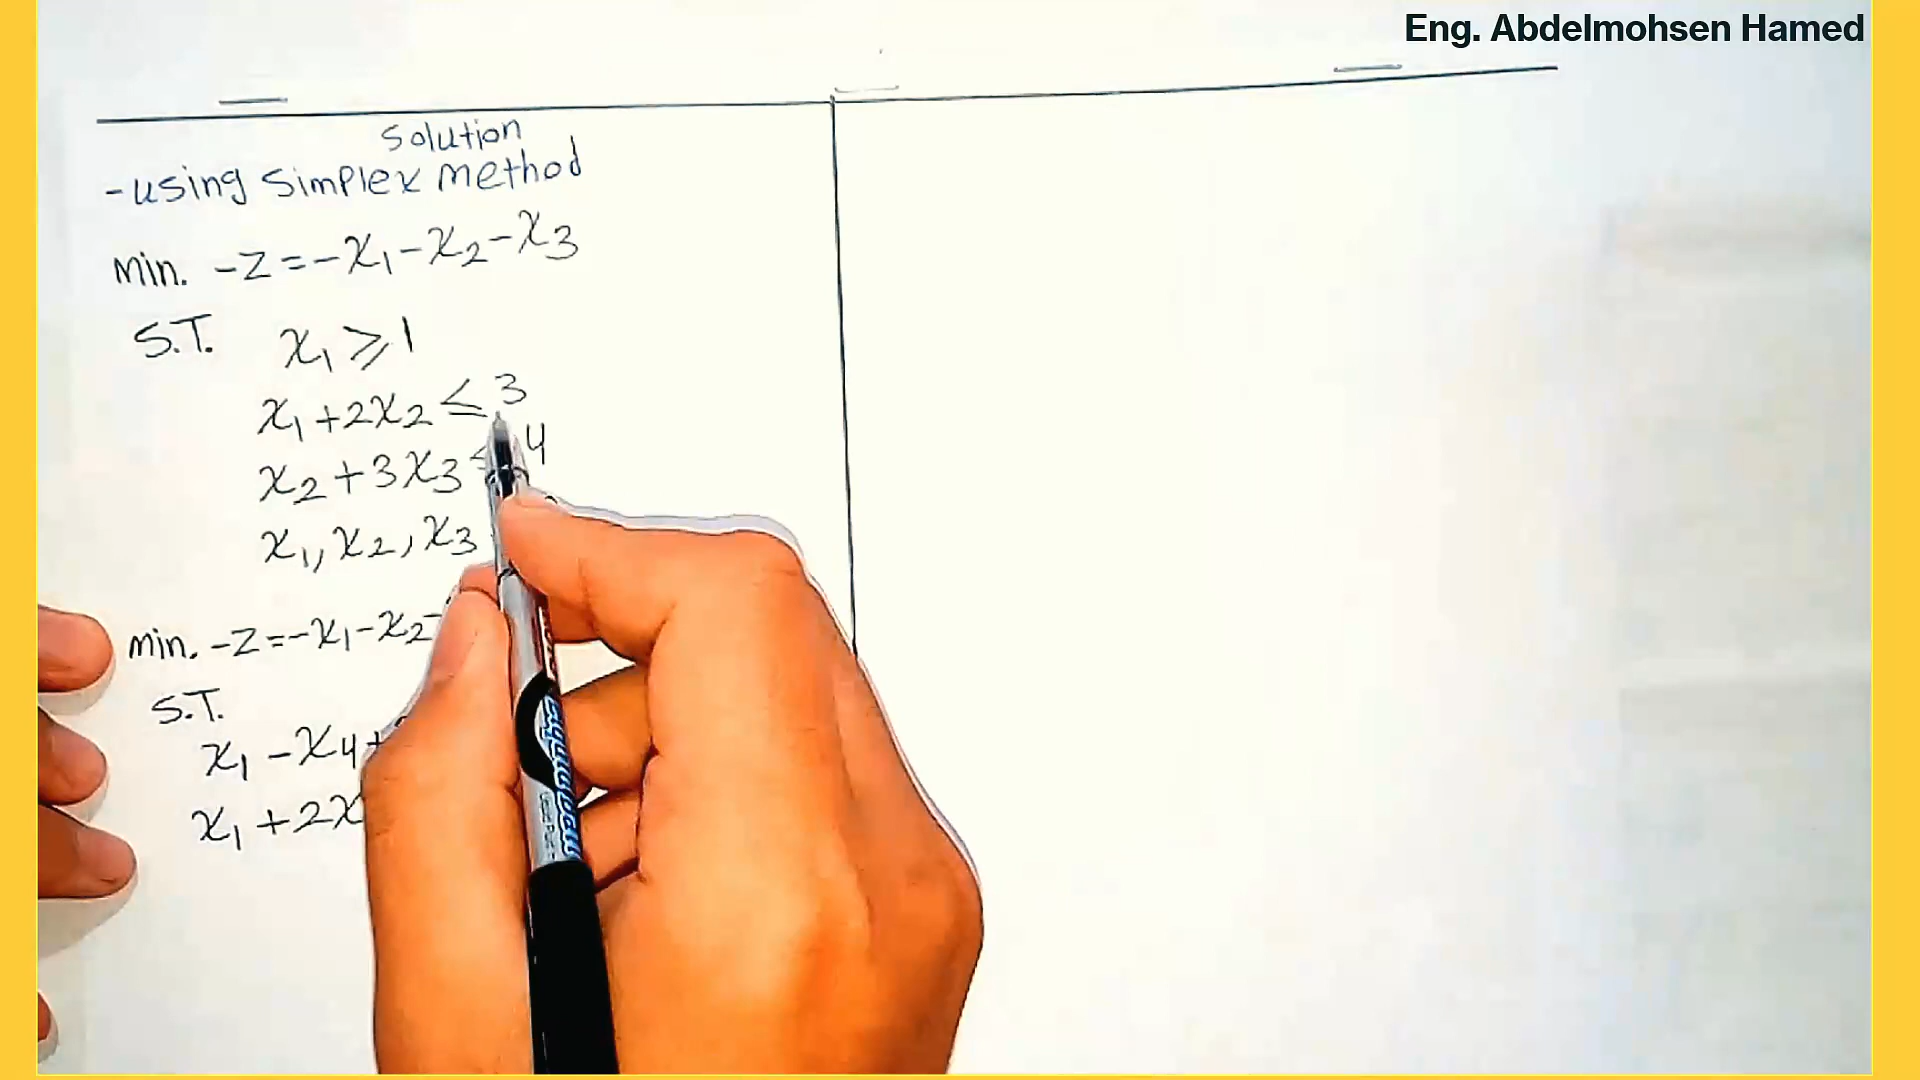 Eng. Abdelmohsen Hamed
Solution
-using Simplex method
Min. -Z=-x₁-x₂-x₃
S.T. x₁ ≥ 1
x₁+2x₂ ≤ 3
x₂+3x₃ ≤ 4
x₁, x₂, x₃
Min. -Z=-x₁-x₂-
S.T.
x₁ -x₄+
x₁ +2x